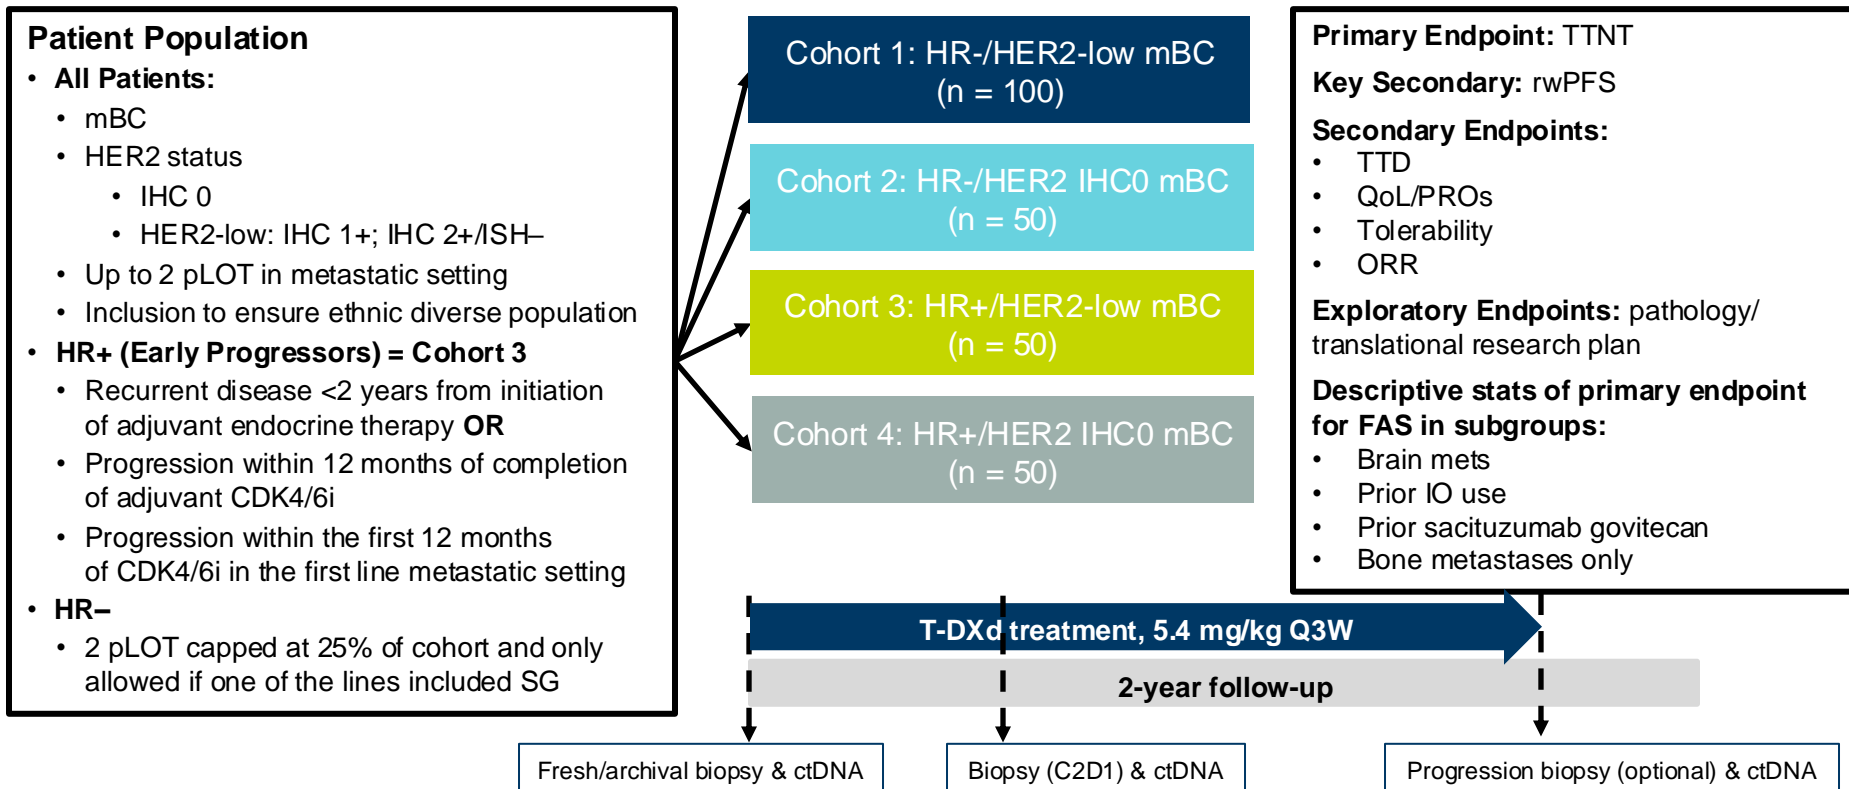 Patient Population
• All Patients:
• mBC
• HER2 status
• IHC 0
• HER2-low: IHC 1+; IHC 2+/ISH–
• Up to 2 pLOT in metastatic setting
• Inclusion to ensure ethnic diverse population
• HR+ (Early Progressors) = Cohort 3
• Recurrent disease <2 years from initiation
of adjuvant endocrine therapy OR
• Progression within 12 months of completion
of adjuvant CDK4/6i
• Progression within the first 12 months
of CDK4/6i in the first line metastatic setting
• HR–
• 2 pLOT capped at 25% of cohort and only
allowed if one of the lines included SG
Cohort 1: HR-/HER2-low mBC
(n = 100)
Cohort 2: HR-/HER2 IHC0 mBC
(n = 50)
Cohort 3: HR+/HER2-low mBC
(n = 50)
Cohort 4: HR+/HER2 IHC0 mBC
(n = 50)
Primary Endpoint: TTNT
Key Secondary: rwPFS
Secondary Endpoints:
• TTD
• QoL/PROs
• Tolerability
• ORR
Exploratory Endpoints: pathology/
translational research plan
Descriptive stats of primary endpoint
for FAS in subgroups:
• Brain mets
• Prior IO use
• Prior sacituzumab govitecan
• Bone metastases only
T-DXd treatment, 5.4 mg/kg Q3W
2-year follow-up
Fresh/archival biopsy & ctDNA
Biopsy (C2D1) & ctDNA
Progression biopsy (optional) & ctDNA